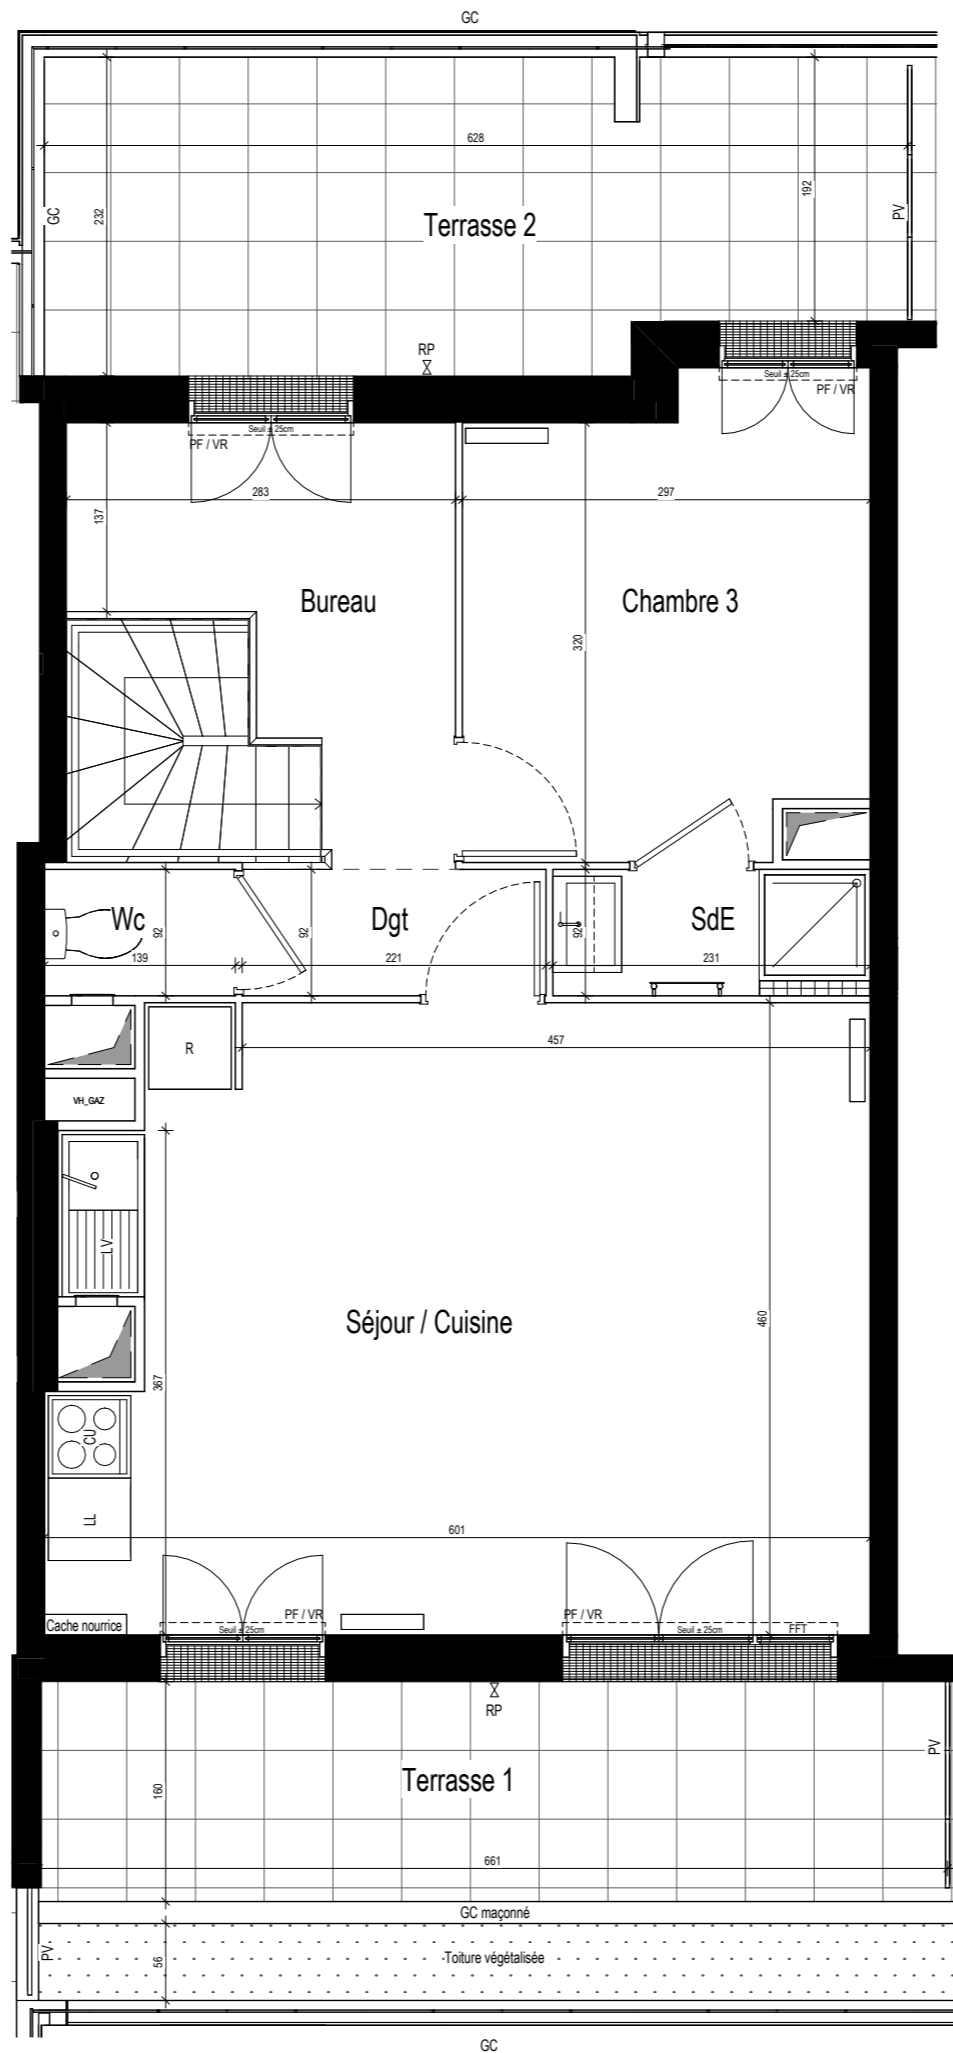 GC
628
232
192
GC
PV
Terrasse 2
RP
Seuil ± 25cm
PF / VR
Seuil ± 25cm
PF / VR
283
297
137
Bureau
Chambre 3
320
Wc
92
Dgt
92
SdE
92
139
221
231
R
457
VH_GAZ
LV
Séjour / Cuisine
460
367
CU
LL
601
Cache nourrice
PF / VR
Seuil ± 25cm
PF / VR
Seuil ± 25cm
FFT
RP
PV
Terrasse 1
160
661
GC maçonné
PV
56
Toiture végétalisée
GC